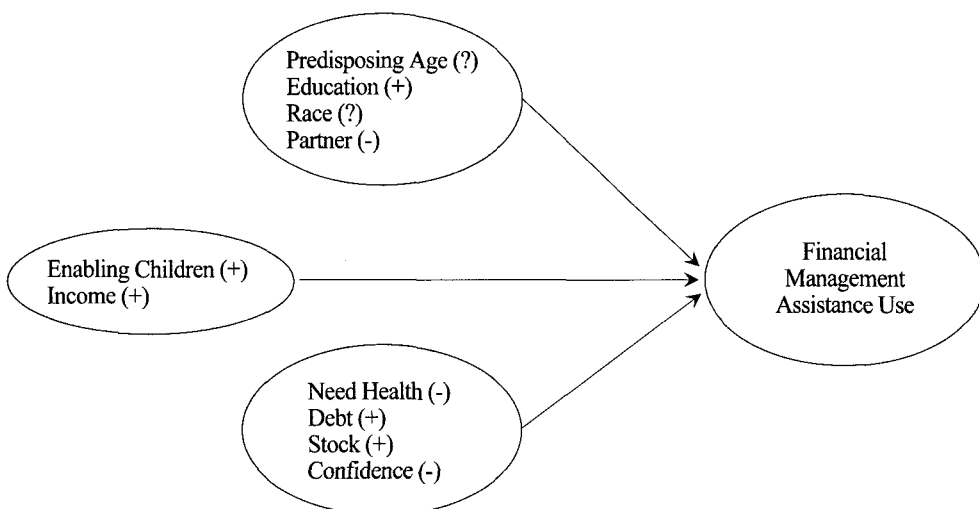 Predisposing Age (?)
Education (+)
Race (?)
Partner (-)
Enabling Children (+)
Income (+)
Financial
Management
Assistance Use
Need Health (-)
Debt (+)
Stock (+)
Confidence (-)